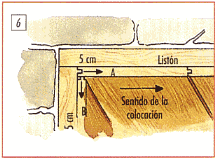 6
5 cm
Listón
A
B
5 cm
Sentido de la
colocación